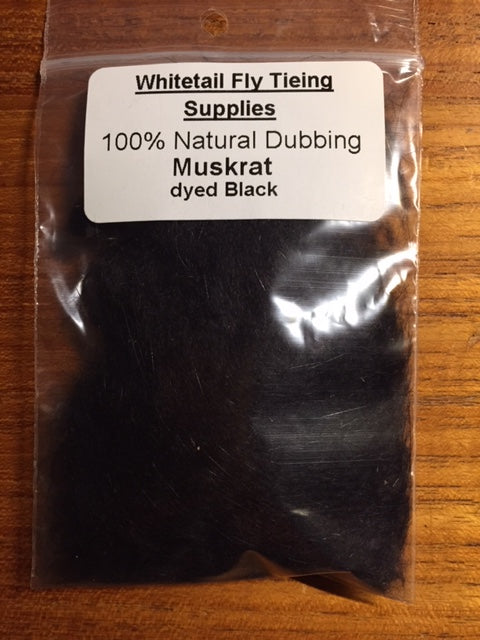 Whitetail Fly Tieing
Supplies
100% Natural Dubbing
Muskrat
dyed Black